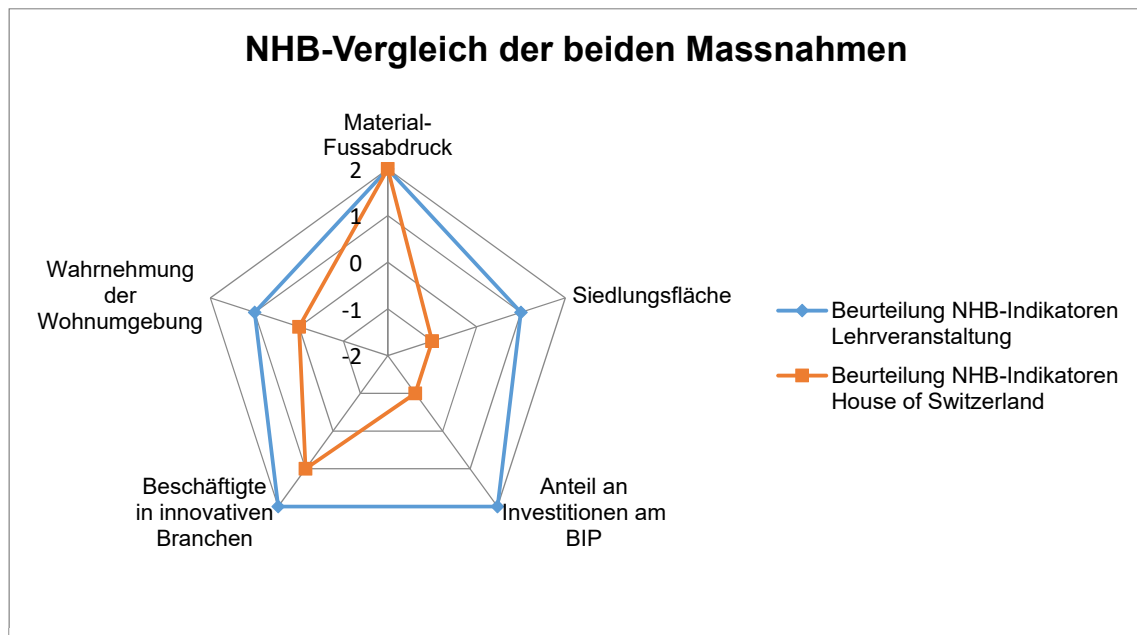 NHB-Vergleich der beiden Massnahmen
Material-
Fussabdruck
2
1
0
-1
-2
Siedlungsfläche
Anteil an
Investitionen am
BIP
Beschäftigte
in innovativen
Branchen
Wahrnehmung
der
Wohnumgebung
Beurteilung NHB-Indikatoren
Lehrveranstaltung
Beurteilung NHB-Indikatoren
House of Switzerland